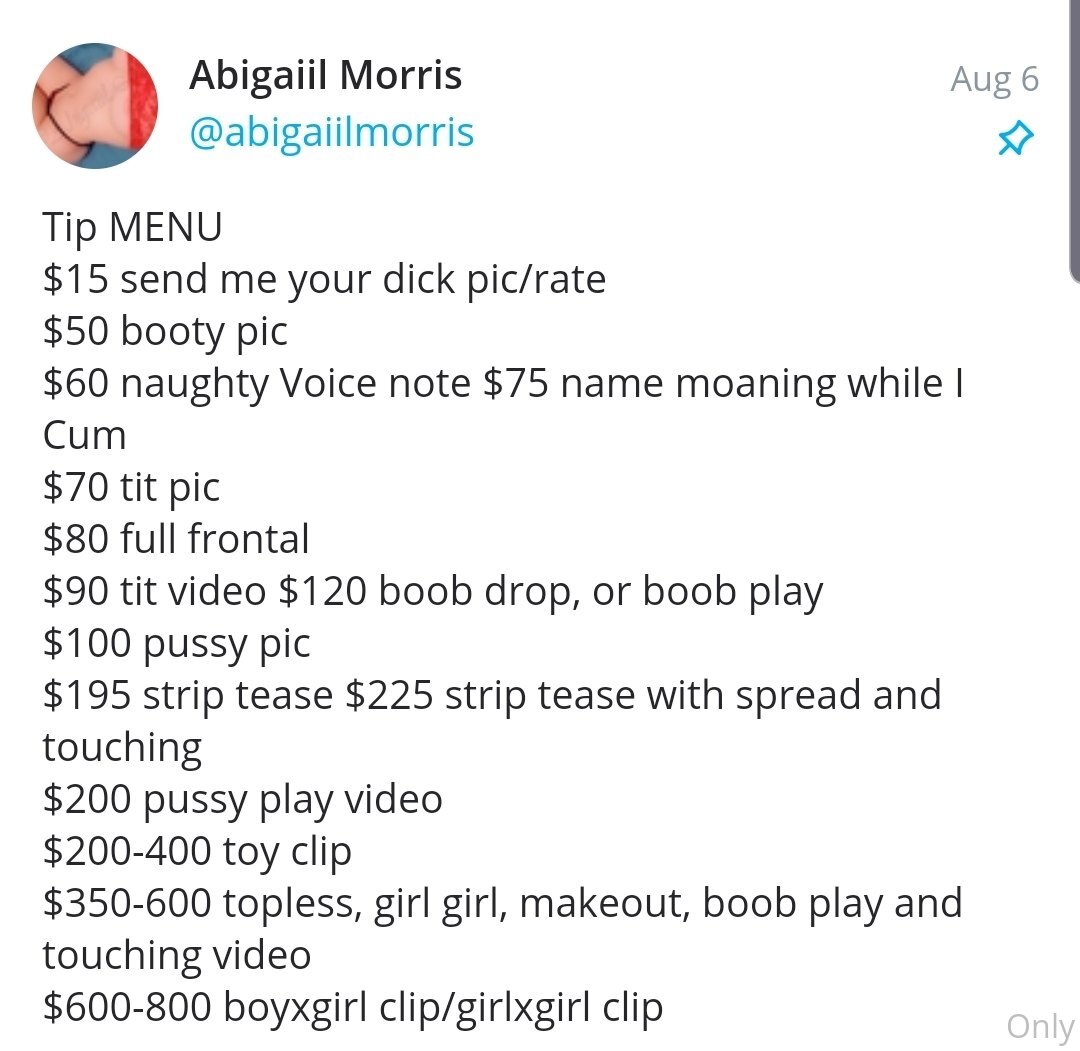 Abigaiil Morris
Aug 6
@abigaiilmorris
Tip MENU
$15 send me your dick pic/rate
$50 booty pic
$60 naughty Voice note $75 name moaning while I
Cum
$70 tit pic
$80 full frontal
$90 tit video $120 boob drop, or boob play
$100 pussy pic
$195 strip tease $225 strip tease with spread and
touching
$200 pussy play video
$200-400 toy clip
$350-600 topless, girl girl, makeout, boob play and
touching video
$600-800 boyxgirl clip/girlxgirl clip
Only